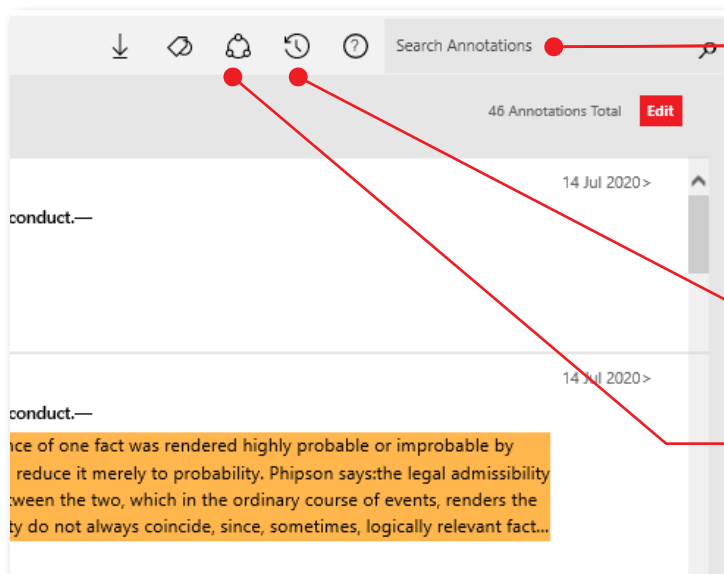 Search Annotations
46 Annotations Total Edit
14 Jul 2020>
conduct.—
14 Jul 2020>
conduct.—
nce of one fact was rendered highly probable or improbable by
reduce it merely to probability. Phipson says:the legal admissibility
tween the two, which in the ordinary course of events, renders the
ty do not always coincide, since, sometimes, logically relevant fact...